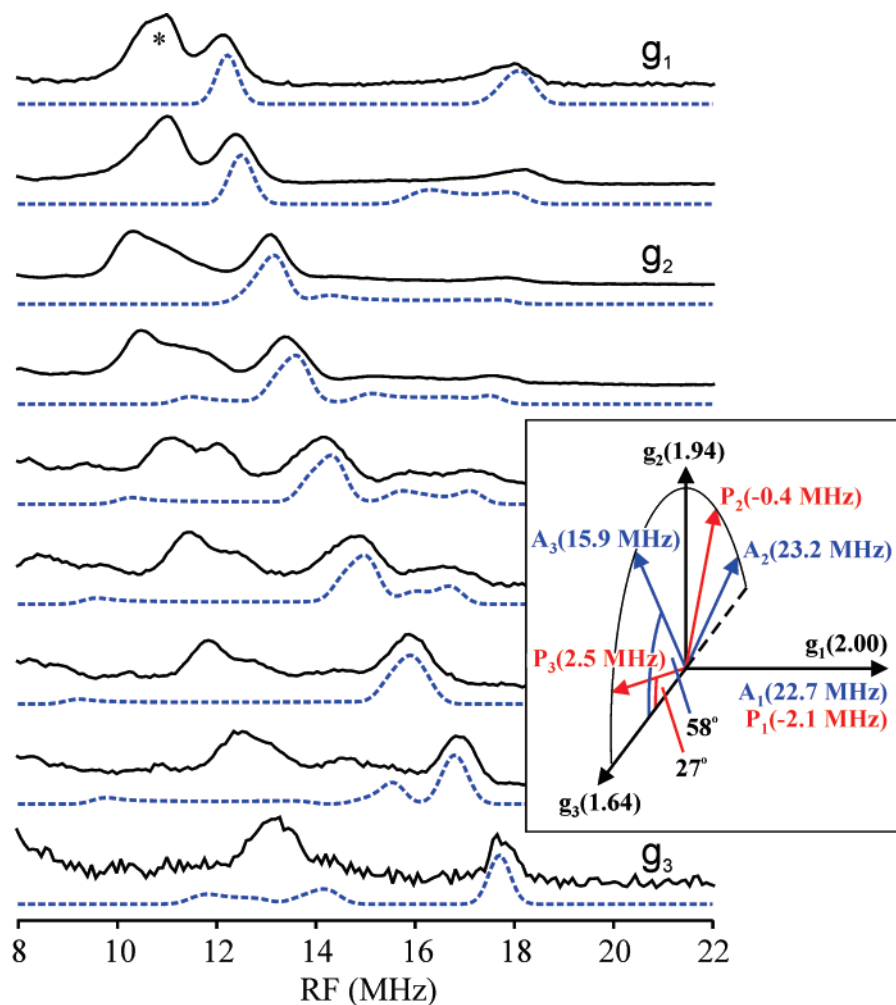 *
g1
g2
g2(1.94)
P2(-0.4 MHz)
A3(15.9 MHz)
A2(23.2 MHz)
g1(2.00)
P3(2.5 MHz)
A1(22.7 MHz)
P1(-2.1 MHz)
58°
27°
g3(1.64)
g3
8 10 12 14 16 18 20 22
RF (MHz)